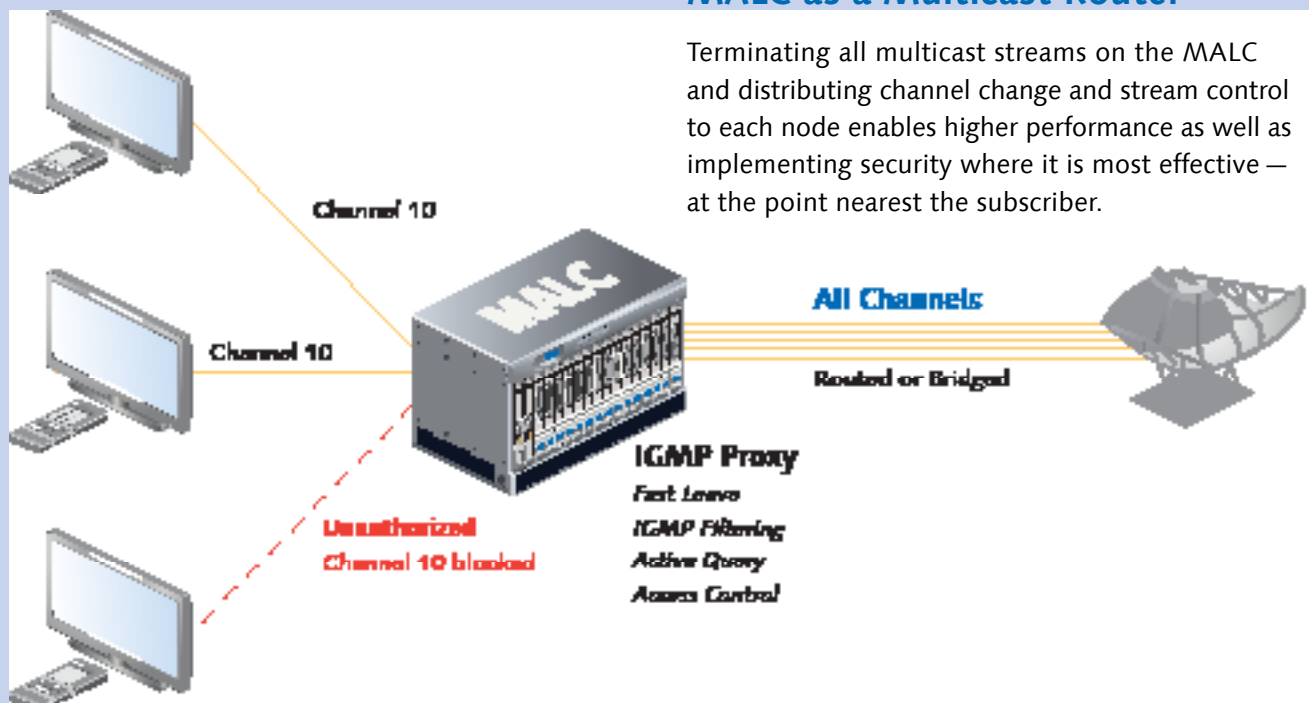 MALC as a Multicast Router
Terminating all multicast streams on the MALC
and distributing channel change and stream control
to each node enables higher performance as well as
implementing security where it is most effective —
at the point nearest the subscriber.
Channel 10
MALC
All Channels
Channel 10
Routed or Bridged
IGMP Proxy
Fast Leave
IGMP Filtering
Active Query
Access Control
Unauthorized
Channel 10 blocked